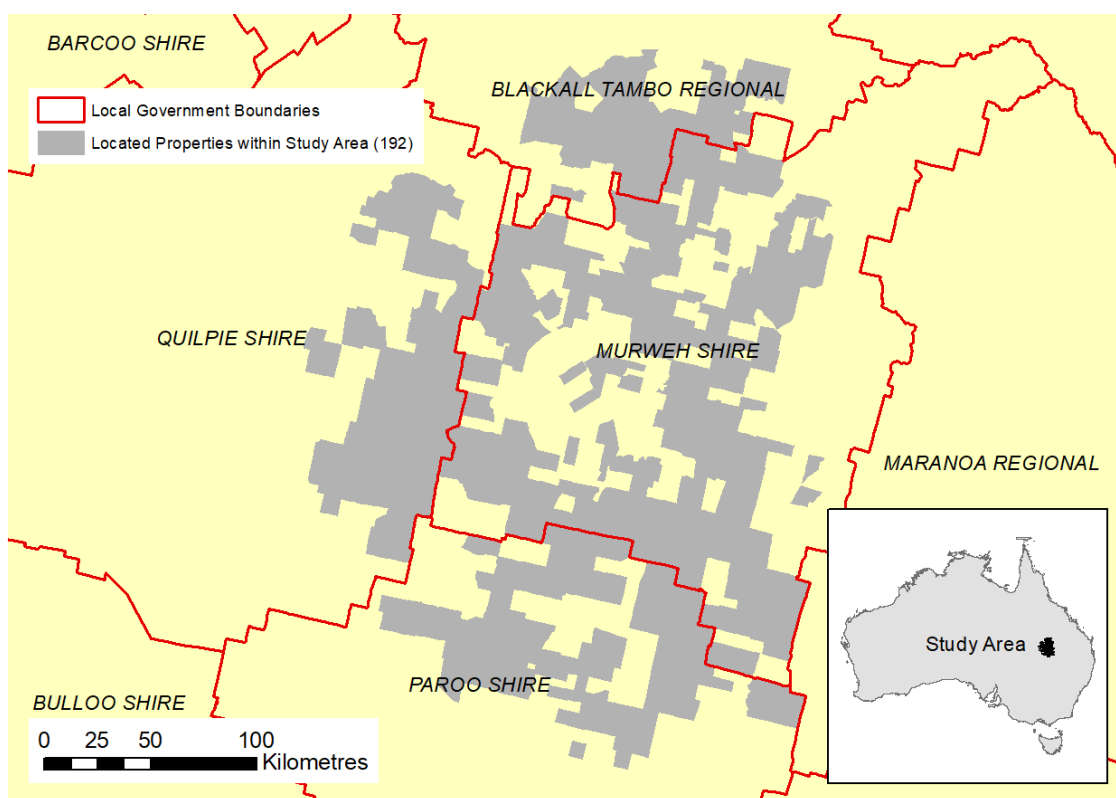 BARCOO SHIRE
BLACKALL TAMBO REGIONAL
Local Government Boundaries
Located Properties within Study Area (192)
QUILPIE SHIRE
MURWEH SHIRE
MARANOA REGIONAL
Study Area
PAROO SHIRE
BULLOO SHIRE
0 25 50 100
Kilometres